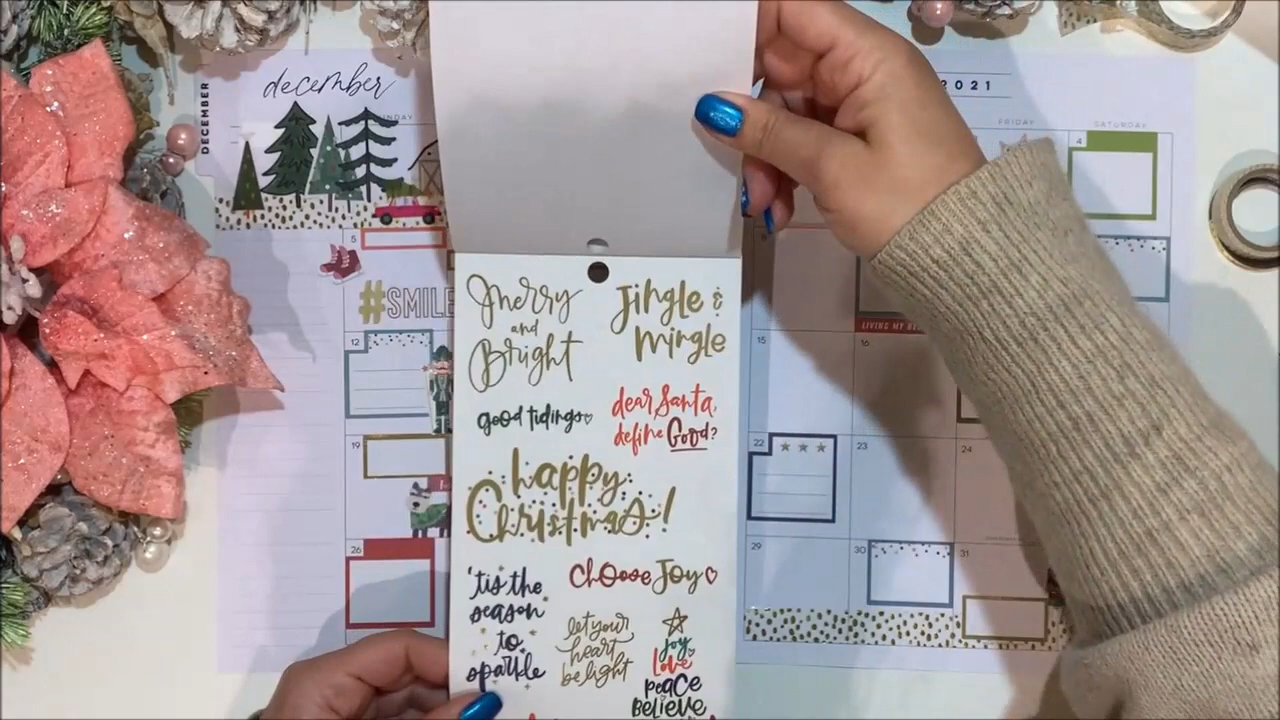 december
DECEMBER
2021
FRIDAY
SATURDAY
4
5
#SMILE
LIVING MY BE
12
15
16
19
22
23
24
26
29
30
31
Merry
and
Bright
Jingle &
Mingle
good tidings
dear Santa,
define Good?
happy
Christmas!
'tis the
season
to
sparkle
Choose Joy
let your
heart
be light
joy
love
peace
believe